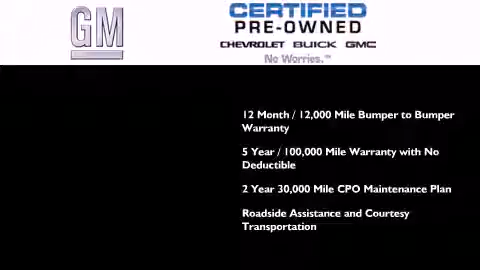 GM
CERTIFIED
PRE-OWNED
CHEVROLET BUICK GMC
No Worries.™
12 Month / 12,000 Mile Bumper to Bumper
Warranty
5 Year / 100,000 Mile Warranty with No
Deductible
2 Year 30,000 Mile CPO Maintenance Plan
Roadside Assistance and Courtesy
Transportation